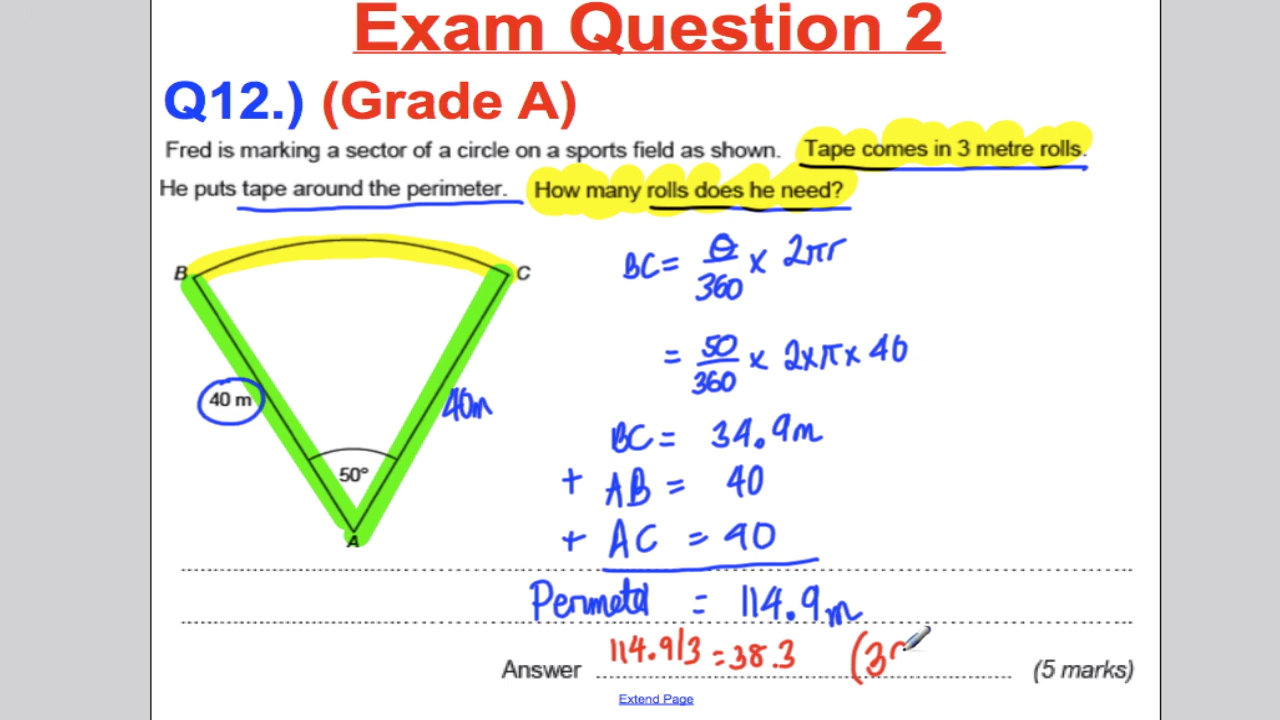 Exam Question 2
Q12.) (Grade A)
Fred is marking a sector of a circle on a sports field as shown. Tape comes in 3 metre rolls.
He puts tape around the perimeter. How many rolls does he need?
B
C
40 m
40m
50°
A
BC = θ/360 × 2πr
= 50/360 × 2×π×40
BC = 34.9m
+ AB = 40
+ AC = 40
= 114.9m
Answer 114.9/3 = 38.3 (3 (5 marks)
Extend Page